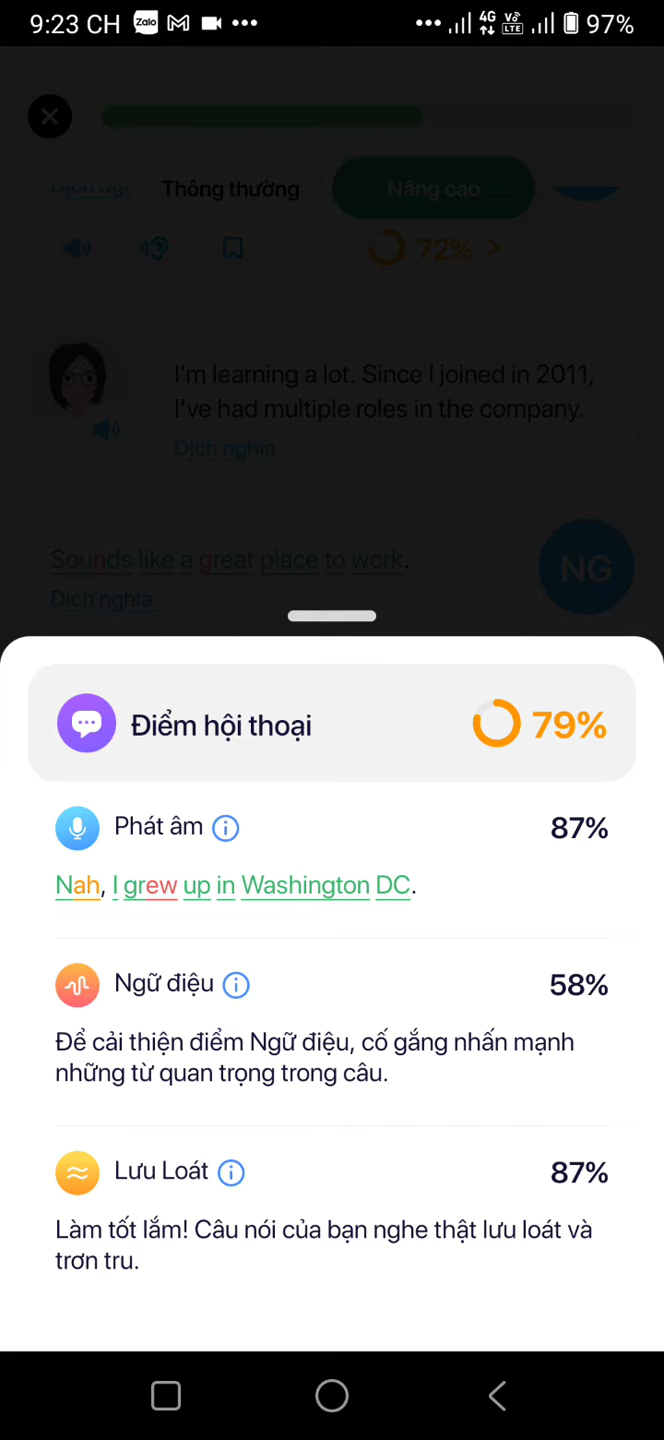 9:23 CH Zalo 4G LTE 97%
Thông thường Nâng cao
72%
I'm learning a lot. Since I joined in 2011,
I've had multiple roles in the company.
Dịch nghĩa
Sounds like a great place to work.
NG
Dịch nghĩa
Điểm hội thoại 79%
Phát âm 87%
Nah, I grew up in Washington DC.
Ngữ điệu 58%
Để cải thiện điểm Ngữ điệu, cố gắng nhấn mạnh
những từ quan trọng trong câu.
Lưu Loát 87%
Làm tốt lắm! Câu nói của bạn nghe thật lưu loát và
trơn tru.